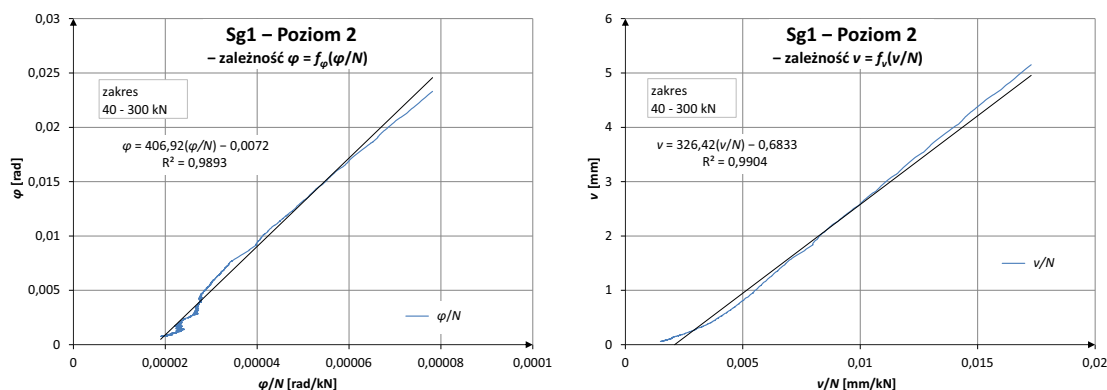 Sg1 – Poziom 2
– zależność φ = fφ(φ/N)
zakres
40 - 300 kN
φ = 406,92(φ/N) – 0,0072
R² = 0,9893
φ [rad]
0,03
0,025
0,02
0,015
0,01
0,005
0
φ/N
0
0,00002
0,00004
0,00006
0,00008
0,0001
φ/N [rad/kN]
Sg1 – Poziom 2
– zależność v = fv(v/N)
zakres
40 - 300 kN
v = 326,42(v/N) – 0,6833
R² = 0,9904
v [mm]
6
5
4
3
2
1
0
v/N
0
0,005
0,01
0,015
0,02
v/N [mm/kN]